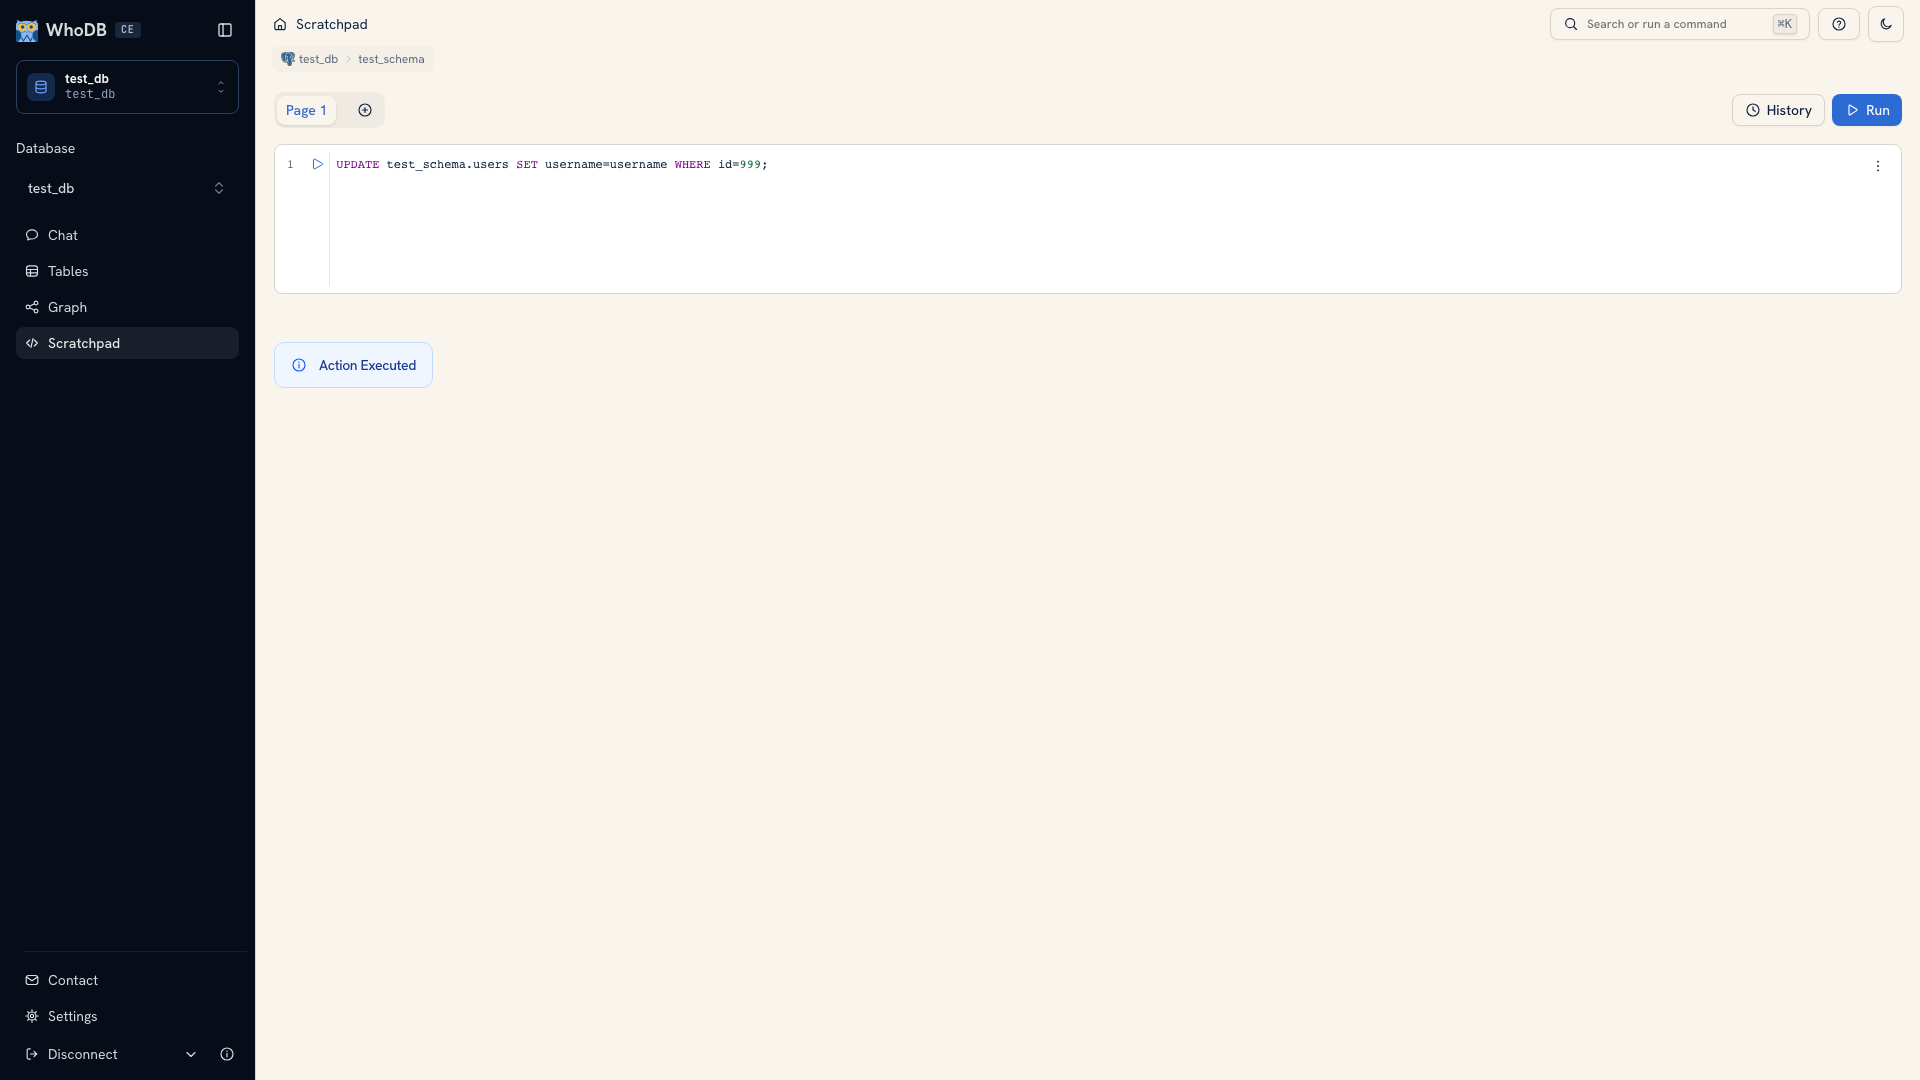 WhoDB CE
test_db
test_db
Database
test_db
Chat
Tables
Graph
Scratchpad
Contact
Settings
Disconnect
Scratchpad
Search or run a command ⌘K
test_db > test_schema
Page 1
History
Run
1 UPDATE test_schema.users SET username=username WHERE id=999;
Action Executed